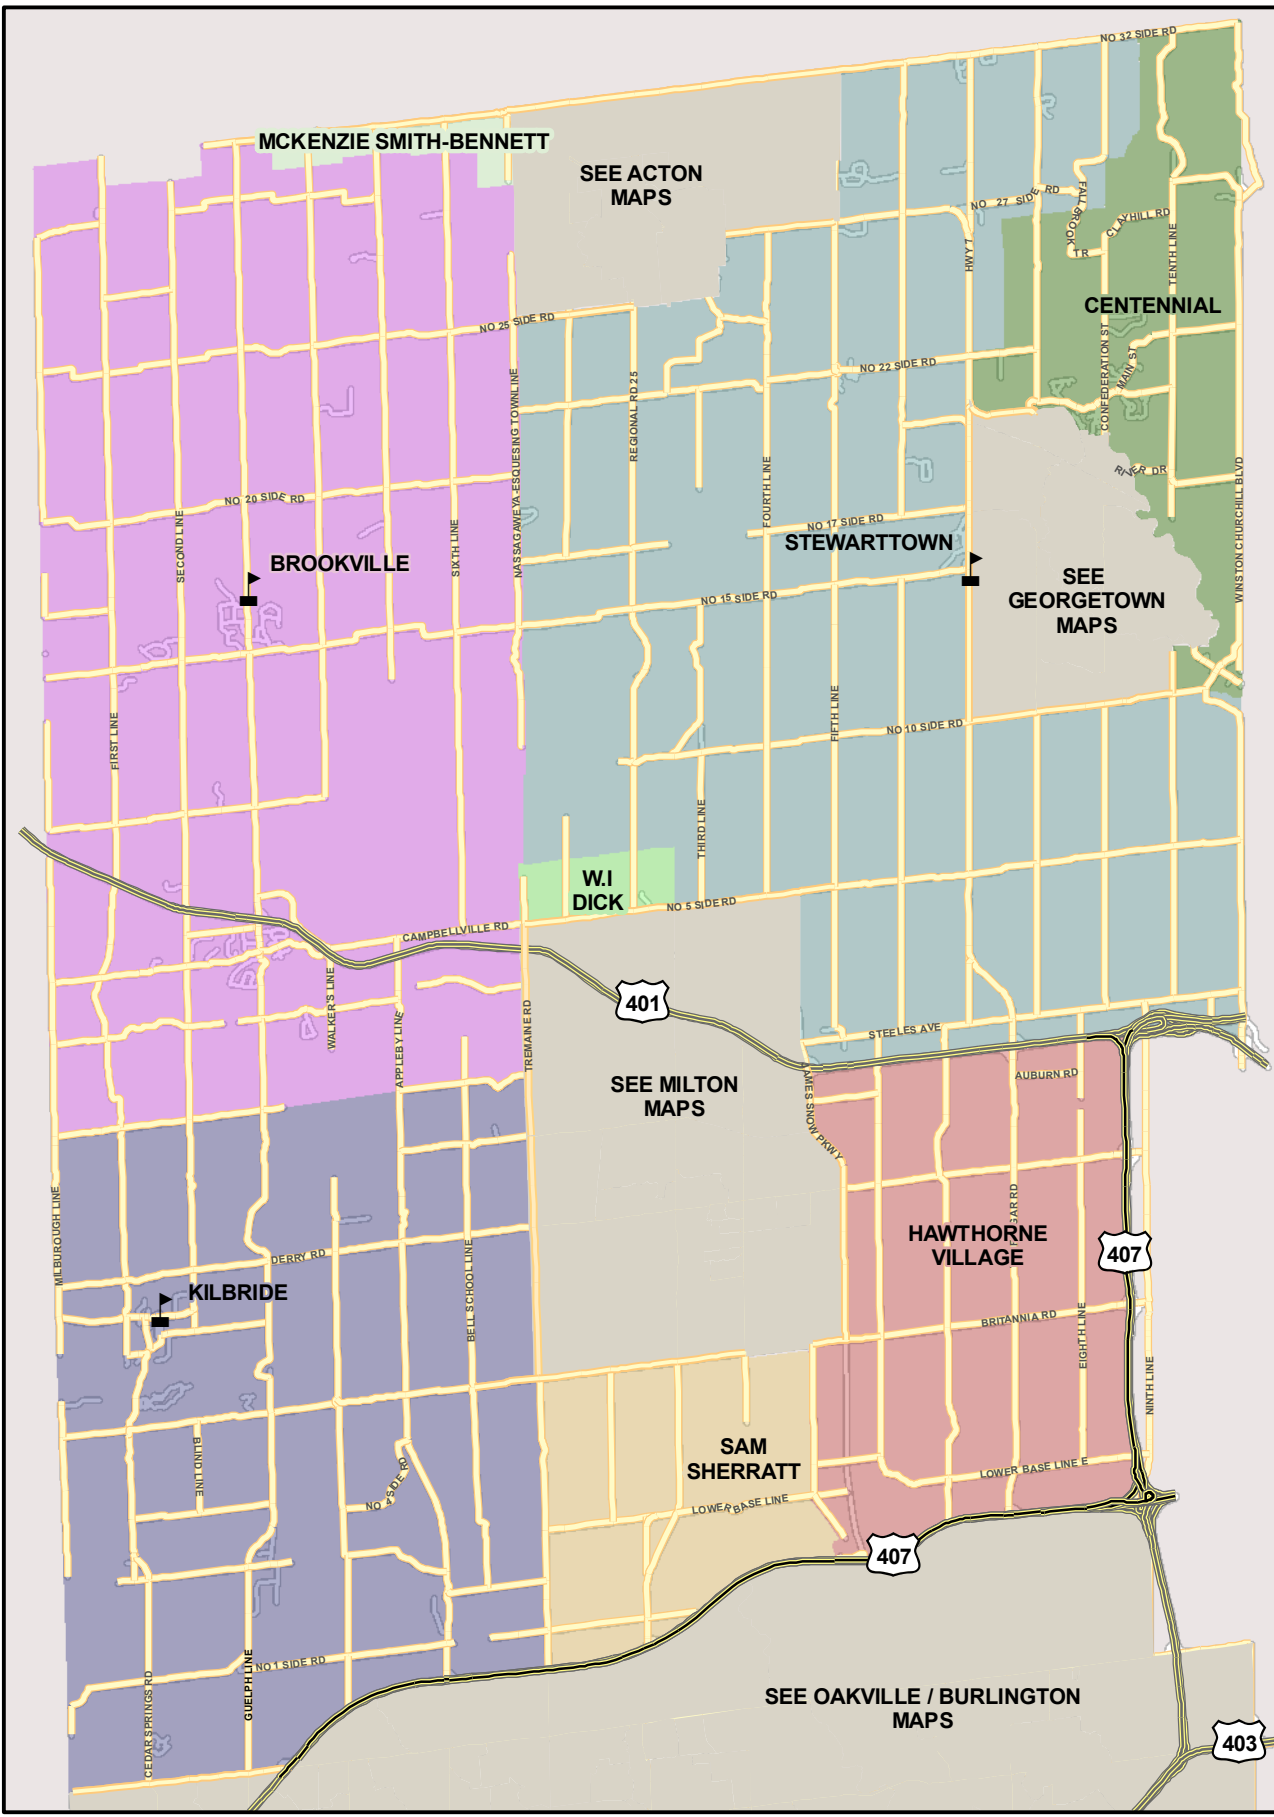 NO 32 SIDE RD
MCKENZIE SMITH-BENNETT
SEE ACTON
MAPS
NO 27 SIDE RD
FALLBROOK
TR
CLAYHILL RD
TENTH LINE
HWY 7
CENTENNIAL
NO 25 SIDE RD
CONFEDERATION ST
MAIN ST
NO 22 SIDE RD
REGIONAL RD 25
NASSAGAWEYA-ESQUESING TOWNLINE
FOURTH LINE
RIVER DR
WINSTON CHURCHILL BLVD
NO 20 SIDE RD
SECOND LINE
SIXTH LINE
NO 17 SIDE RD
STEWARTTOWN
BROOKVILLE
SEE
GEORGETOWN
MAPS
NO 15 SIDE RD
FIRST LINE
FIFTH LINE
NO 10 SIDE RD
THIRD LINE
W.I
DICK
NO 5 SIDE RD
CAMPBELLVILLE RD
401
WALKER'S LINE
APPLEBY LINE
TREMAINE RD
STEELES AVE
SEE MILTON
MAPS
AUBURN RD
JAMES SNOW PKWY
MILBUROUGH LINE
HAWTHORNE
VILLAGE
407
DERRY RD
BELL SCHOOL LINE
KILBRIDE
BRITANNIA RD
EIGHTH LINE
NINTH LINE
BLIND LINE
SAM
SHERRATT
NO 4 SIDE RD
LOWER BASE LINE E
LOWER BASE LINE
407
NO 1 SIDE RD
GUELPH LINE
CEDAR SPRINGS RD
SEE OAKVILLE / BURLINGTON
MAPS
403